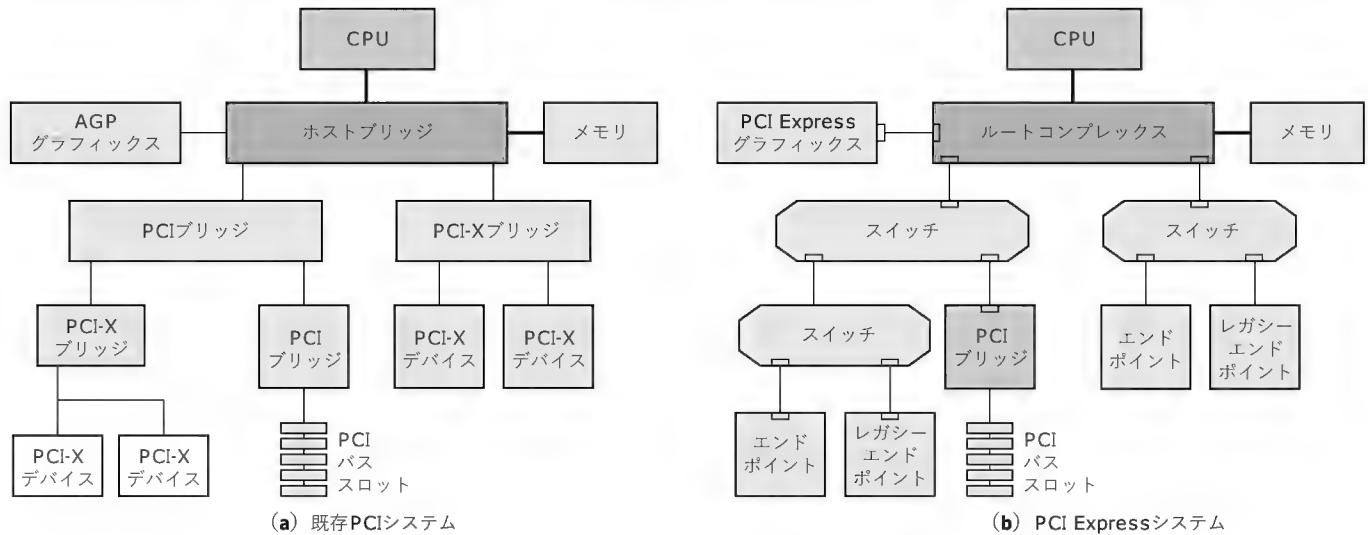 CPU
AGP
グラフィックス
ホストブリッジ
メモリ
PCIブリッジ
PCI-Xブリッジ
PCI-X
ブリッジ
PCI
ブリッジ
PCI-X
デバイス
PCI-X
デバイス
PCI-X
デバイス
PCI-X
デバイス
PCI
バス
スロット
(a) 既存PCIシステム
CPU
PCI Express
グラフィックス
ルートコンプレックス
メモリ
スイッチ
スイッチ
スイッチ
PCI
ブリッジ
エンド
ポイント
レガシー
エンド
ポイント
エンド
ポイント
レガシー
エンド
ポイント
PCI
バス
スロット
(b) PCI Expressシステム